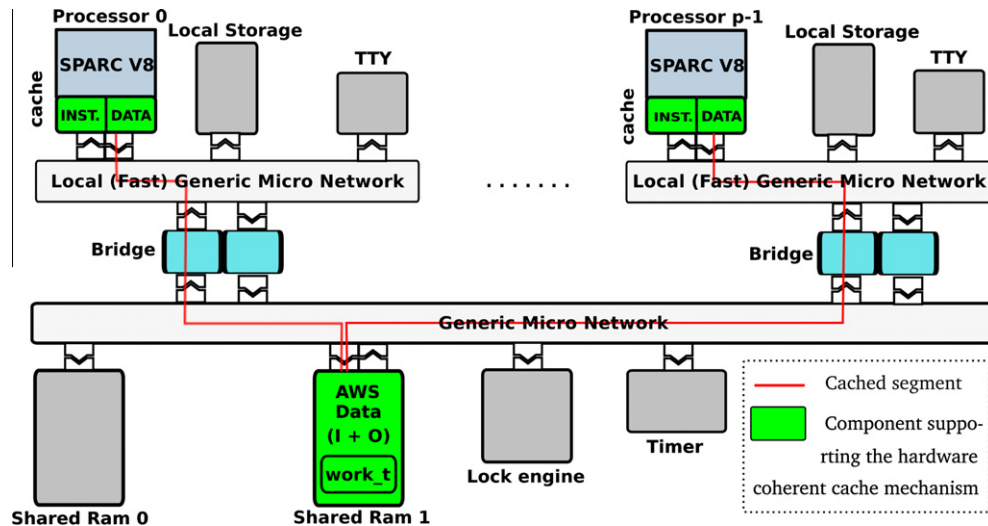 Processor 0
Local Storage
TTY
cache
SPARC V8
INST.
DATA
Processor p-1
Local Storage
TTY
cache
SPARC V8
INST.
DATA
Local (Fast) Generic Micro Network
. . . . . . .
Local (Fast) Generic Micro Network
Bridge
Bridge
Generic Micro Network
AWS
Data
(I + O)
work_t
Shared Ram 0
Shared Ram 1
Lock engine
Timer
Cached segment
Component suppo-
rting the hardware
coherent cache mechanism